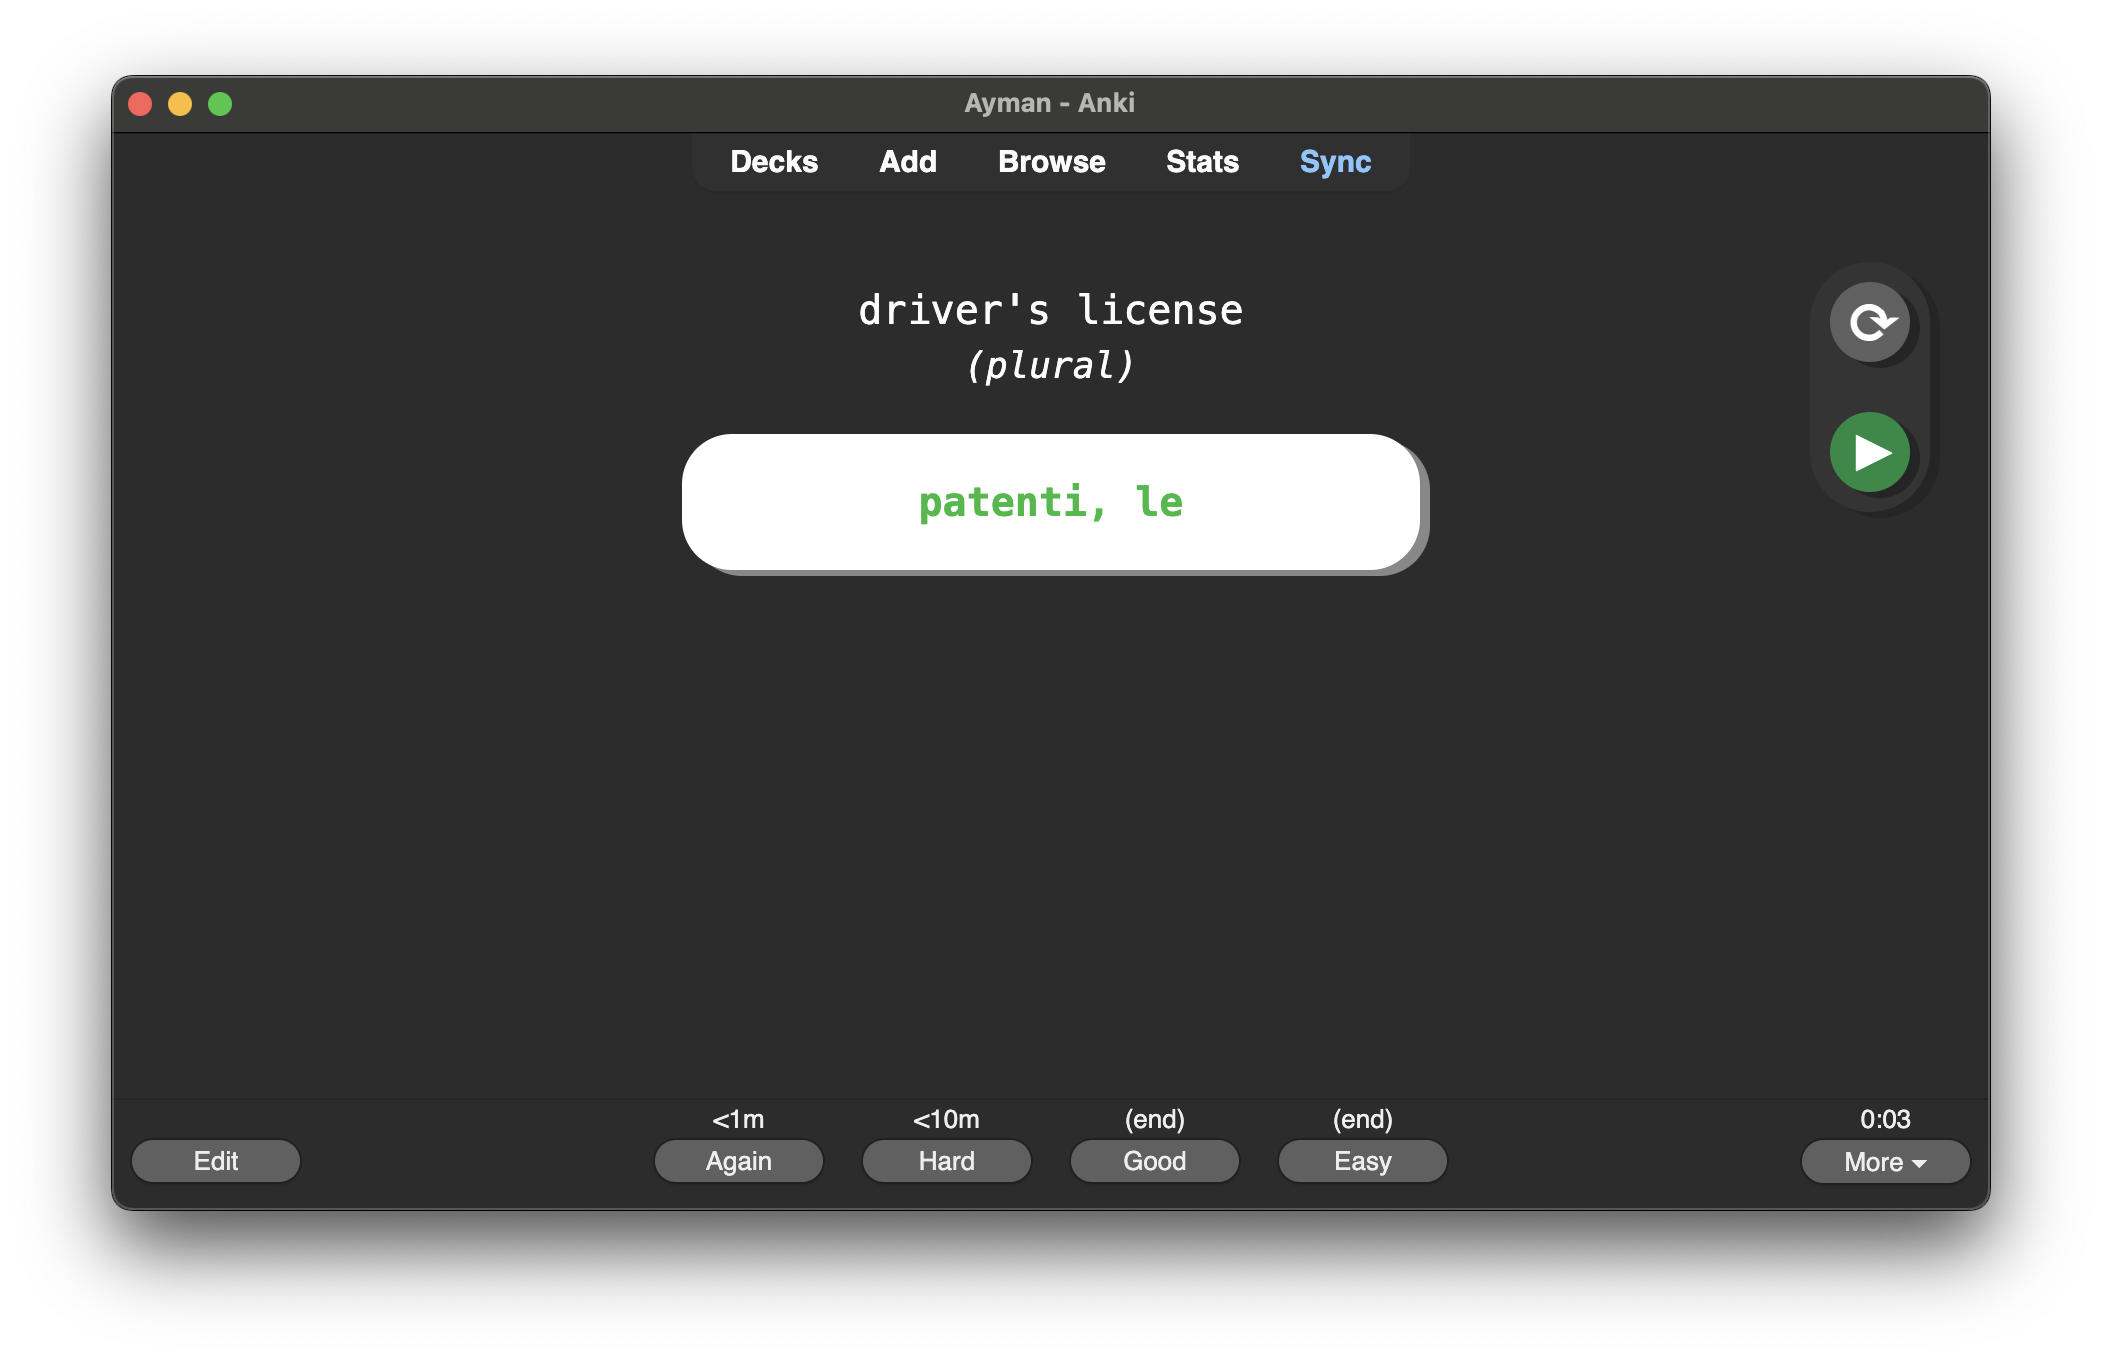 Ayman - Anki
Decks Add Browse Stats Sync
driver's license
(plural)
patenti, le
<1m <10m (end) (end) 0:03
Edit Again Hard Good Easy More